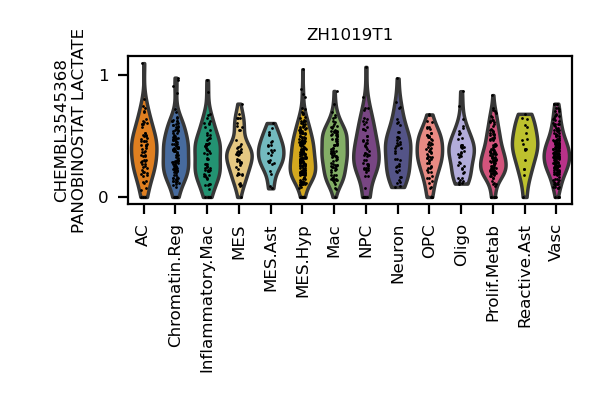 ZH1019T1
CHEMBL3545368
PANOBINOSTAT LACTATE
1
0
AC
Chromatin.Reg
Inflammatory.Mac
MES
MES.Ast
MES.Hyp
Mac
NPC
Neuron
OPC
Oligo
Prolif.Metab
Reactive.Ast
Vasc